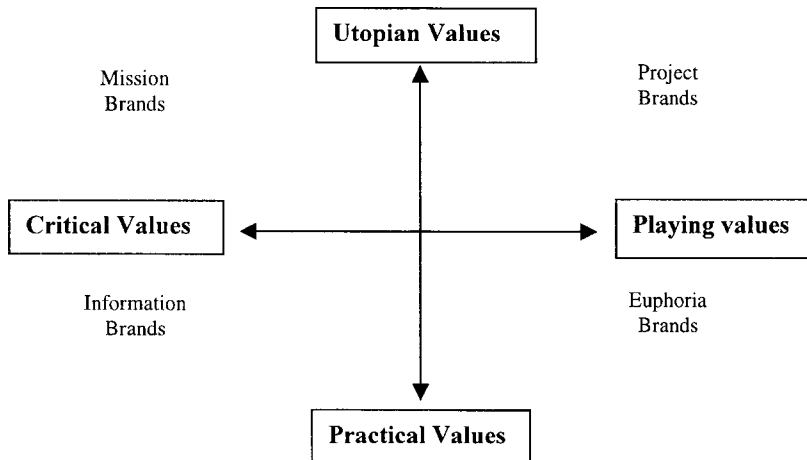 Utopian Values
Mission
Brands
Project
Brands
Critical Values
Playing values
Information
Brands
Euphoria
Brands
Practical Values